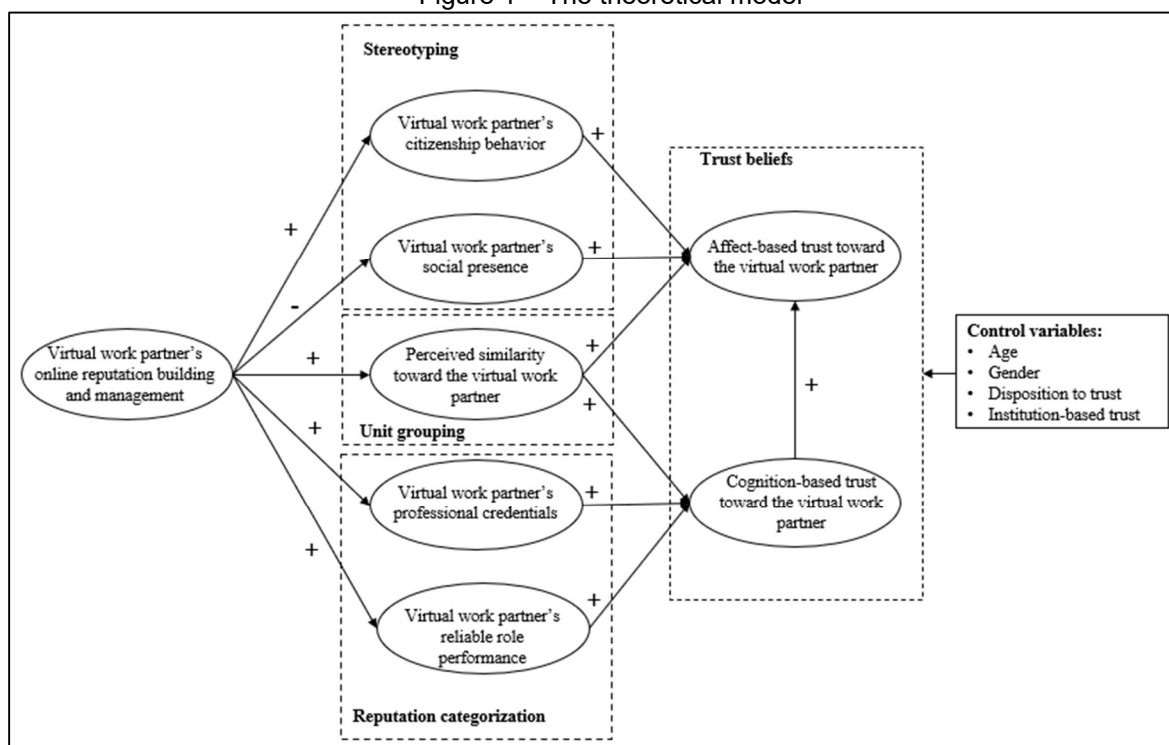 Figure 1 – The theoretical model
Stereotyping
Virtual work partner's
citizenship behavior
+
Virtual work partner's
social presence
+
Trust beliefs
Affect-based trust toward
the virtual work partner
+
-
Virtual work partner's
online reputation building
and management
+
Perceived similarity
toward the virtual work
partner
+
+
Unit grouping
+
Control variables:
• Age
• Gender
• Disposition to trust
• Institution-based trust
+
Virtual work partner's
professional credentials
+
Cognition-based trust
toward the virtual work
partner
+
Virtual work partner's
reliable role
performance
+
Reputation categorization